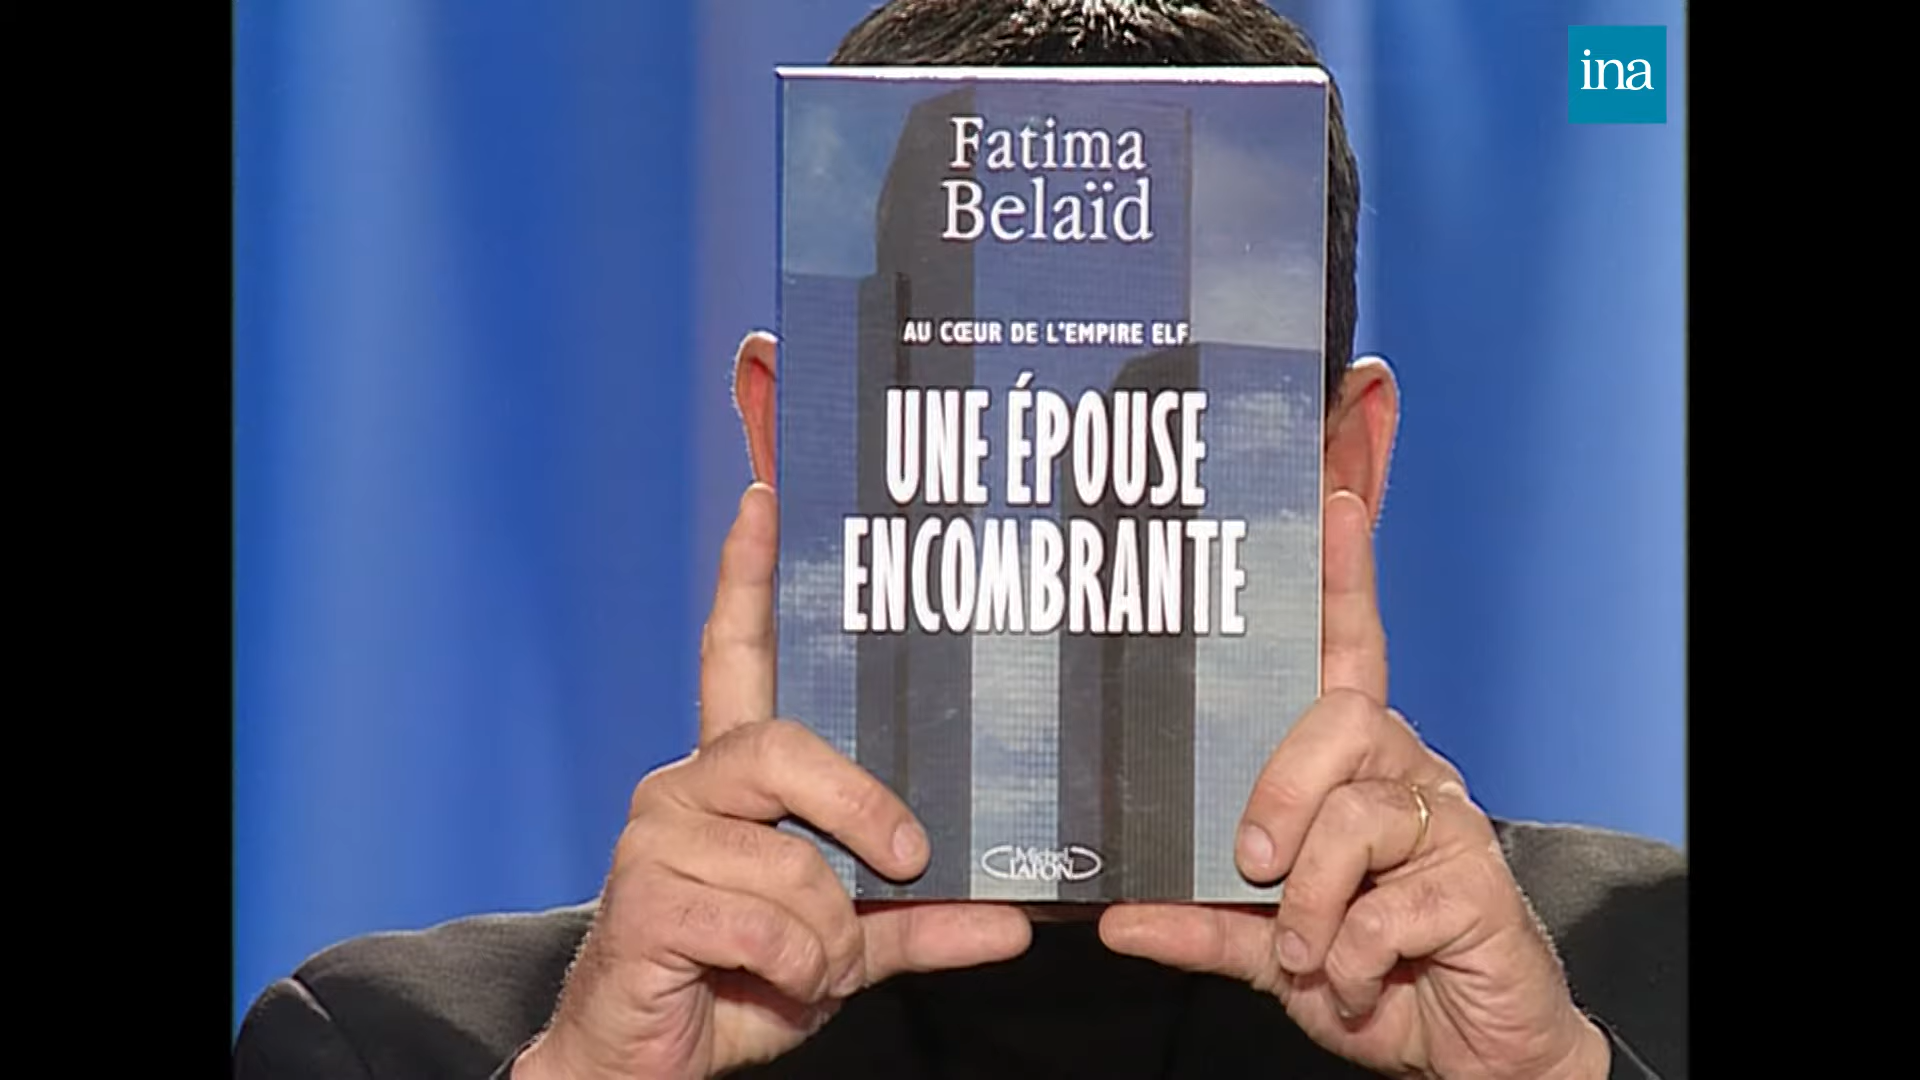 ina
Fatima
Belaïd
AU CŒUR DE L'EMPIRE ELF
UNE ÉPOUSE
ENCOMBRANTE
Michel
LAFON